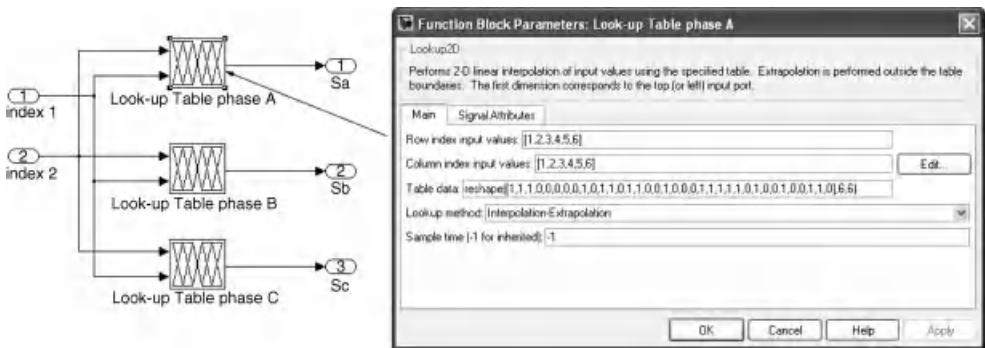 1
Sa
Look-up Table phase A
1
index 1
2
index 2
2
Sb
Look-up Table phase B
3
Sc
Look-up Table phase C
Function Block Parameters: Look-up Table phase A
Lookup2D
Performs 2-D linear interpolation of input values using the specified table. Extrapolation is performed outside the table
boundaries. The first dimension corresponds to the top (or left) input port.
Main Signal Attributes
Row index input values: [1,2,3,4,5,6]
Column index input values: [1,2,3,4,5,6] Edit...
Table data: reshape([1,1,1,0,0,0,0,0,1,0,1,1,0,1,1,0,0,1,0,0,0,1,1,1,1,1,0,1,0,0,1,0,0,1,1,0],6,6)
Lookup method: Interpolation-Extrapolation
Sample time (-1 for inherited): -1
OK Cancel Help Apply